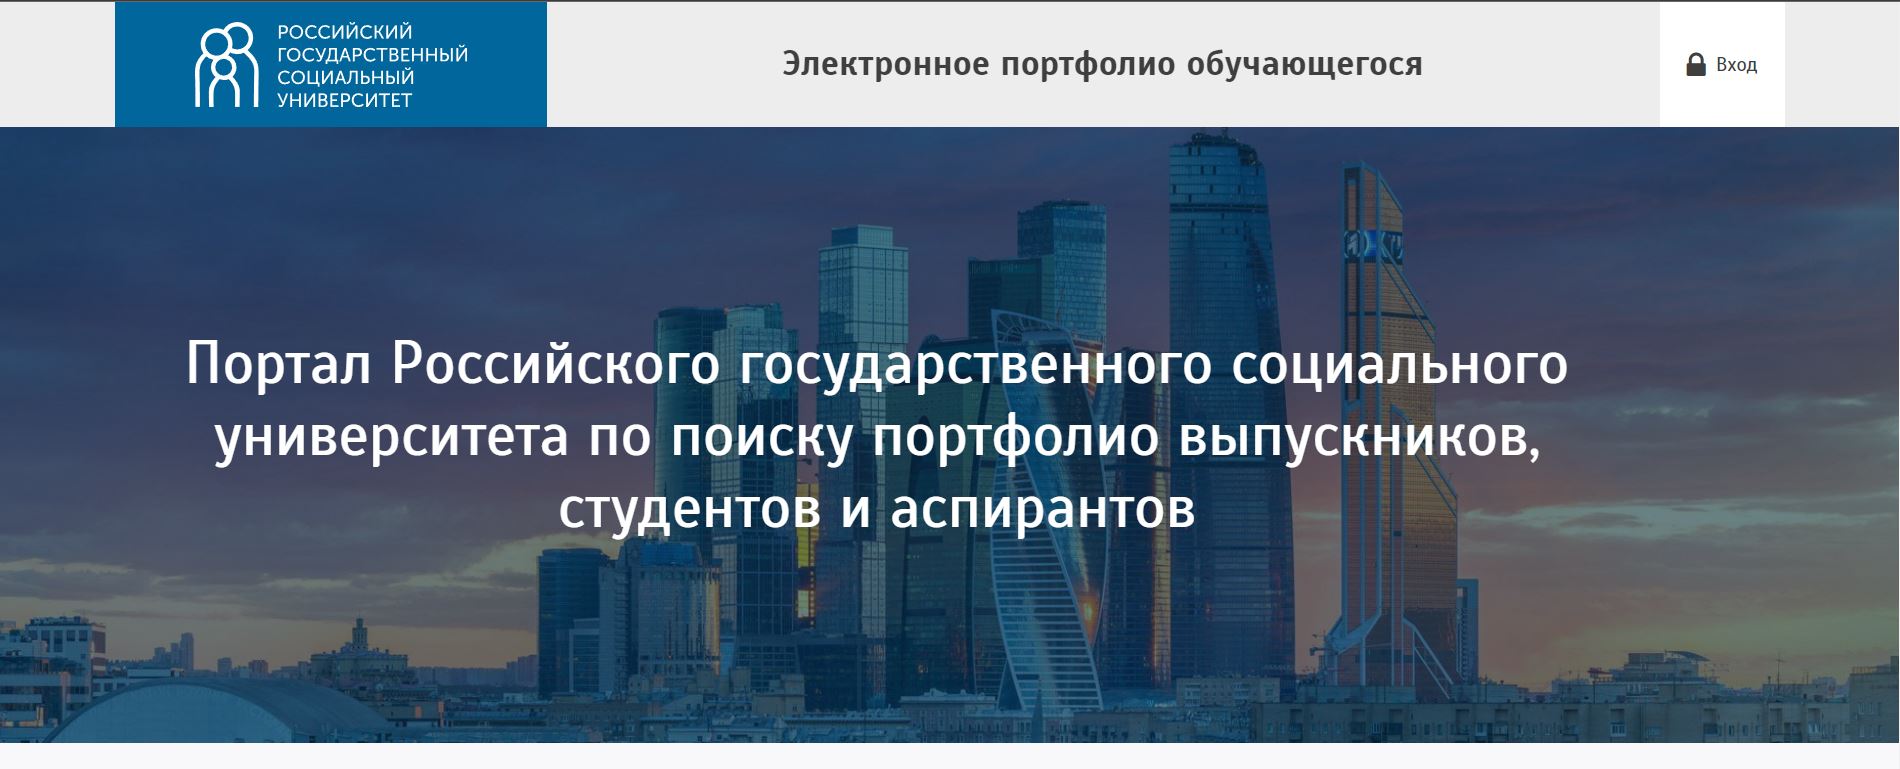 РОССИЙСКИЙ
ГОСУДАРСТВЕННЫЙ
СОЦИАЛЬНЫЙ
УНИВЕРСИТЕТ
Электронное портфолио обучающегося
Вход
Портал Российского государственного социального
университета по поиску портфолио выпускников,
студентов и аспирантов